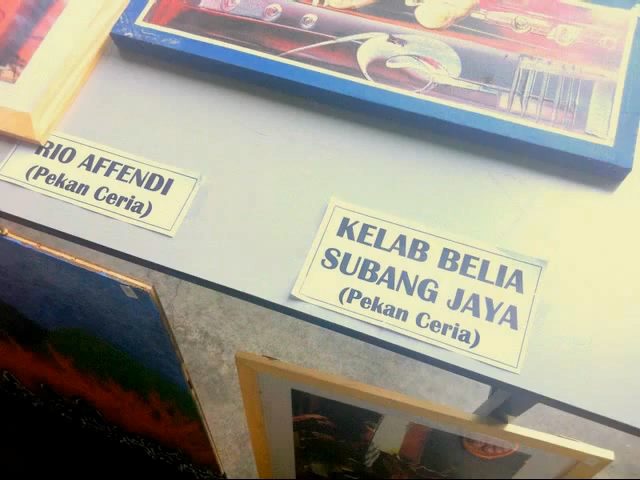 RIO AFFENDI
(Pekan Ceria)
KELAB BELIA
SUBANG JAYA
(Pekan Ceria)